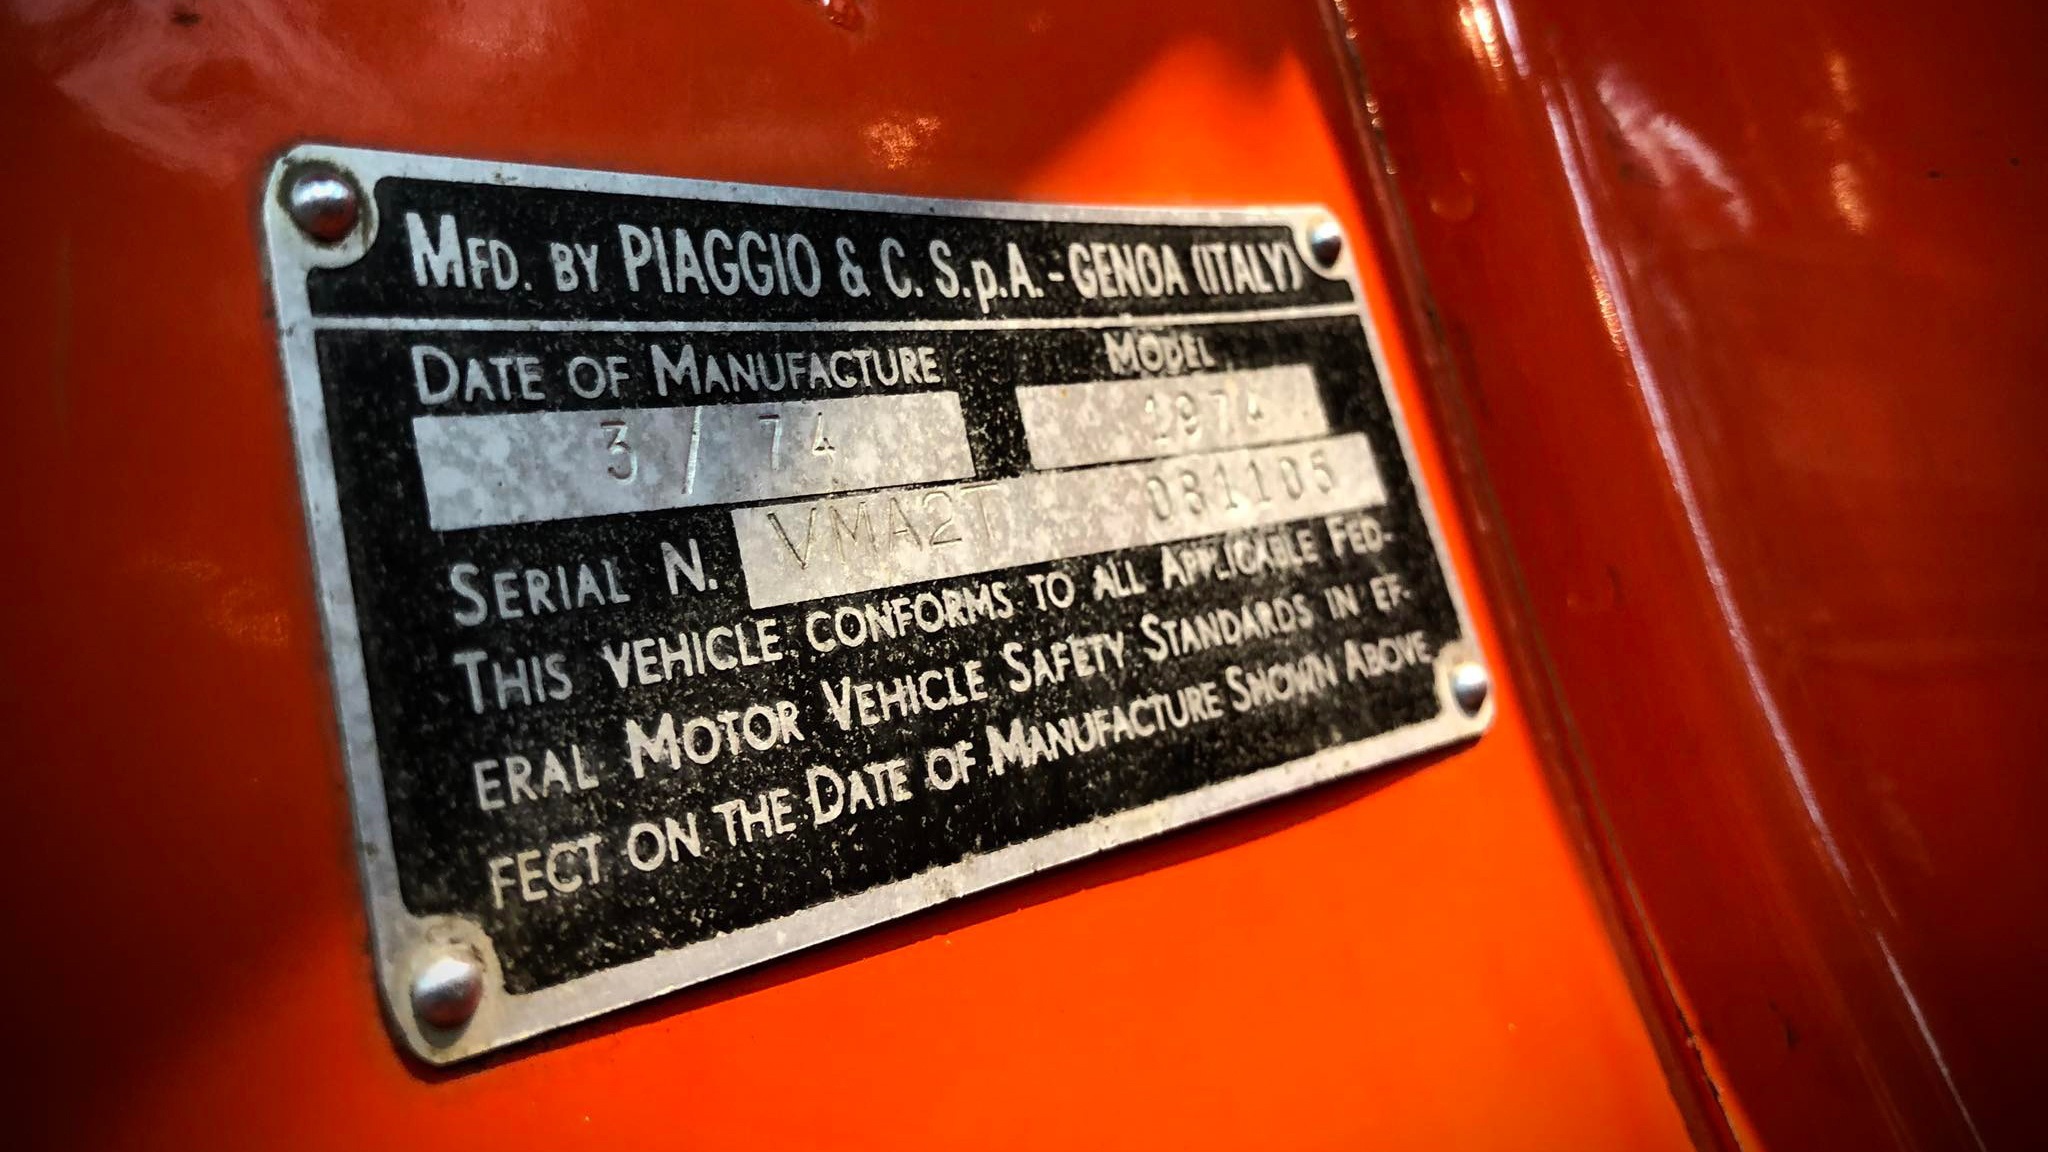 MFD. BY PIAGGIO & C. S.p.A. - GENOA (ITALY)
DATE OF MANUFACTURE MODEL
3 / 74 1974
SERIAL N. VMA2T 081105
THIS VEHICLE CONFORMS TO ALL APPLICABLE FED-
ERAL MOTOR VEHICLE SAFETY STANDARDS IN EF-
FECT ON THE DATE OF MANUFACTURE SHOWN ABOVE